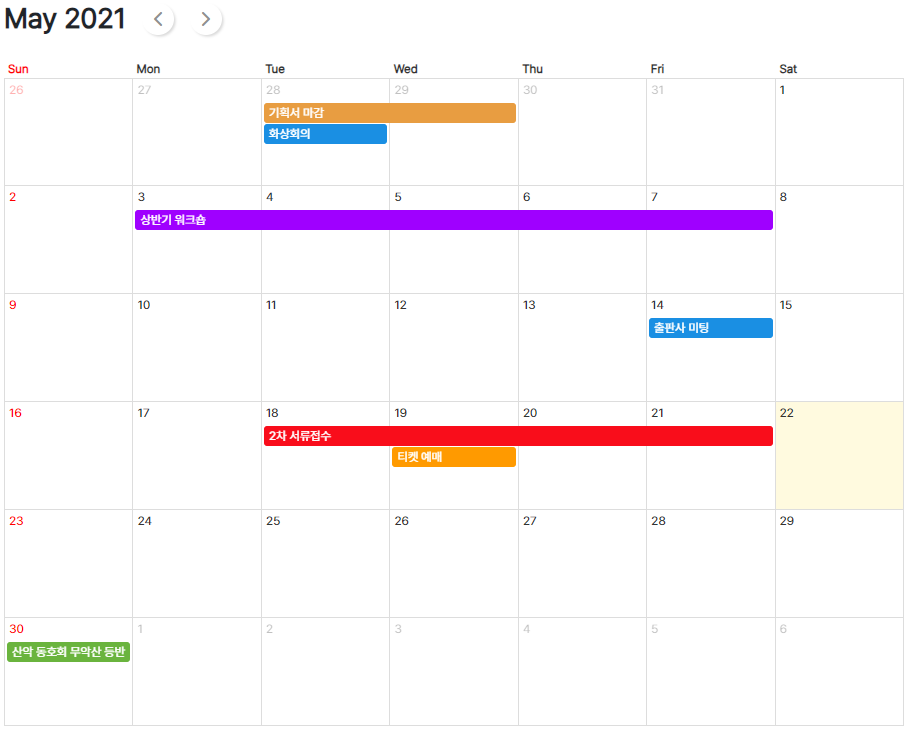 May 2021
Sun Mon Tue Wed Thu Fri Sat
26 27 28 29 30 31 1
기획서 마감
화상회의
2 3 4 5 6 7 8
상반기 워크숍
9 10 11 12 13 14 15
출판사 미팅
16 17 18 19 20 21 22
2차 서류접수
티켓 예매
23 24 25 26 27 28 29
30 1 2 3 4 5 6
산악 동호회 무악산 등반